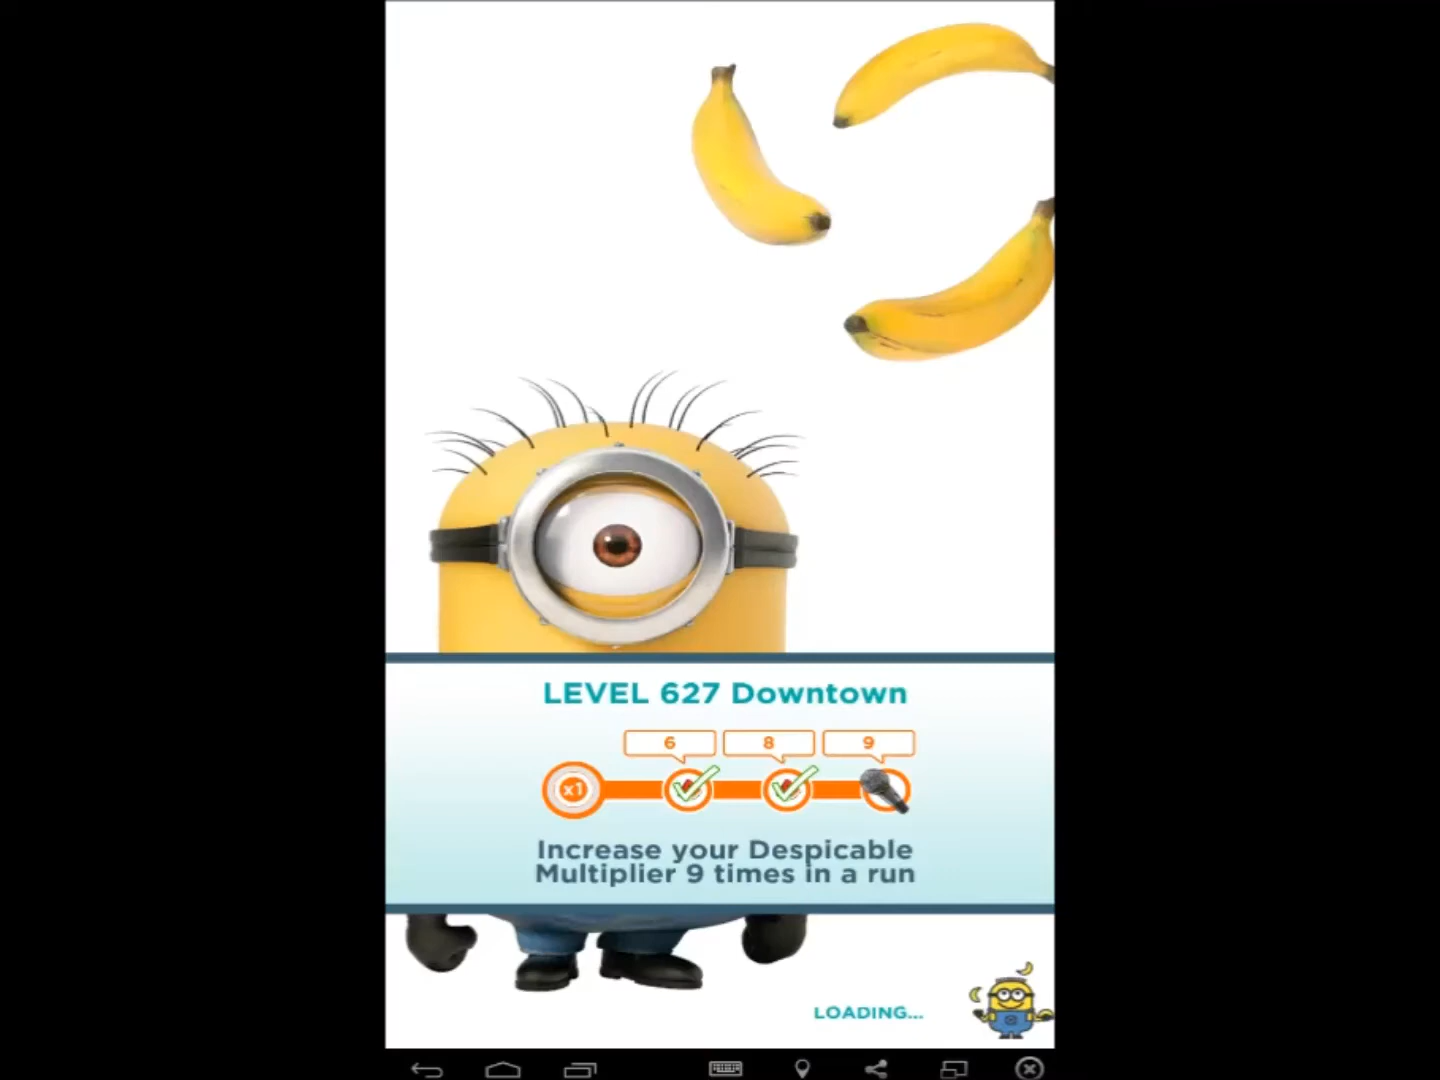 LEVEL 627 Downtown
6 8 9
x1
Increase your Despicable
Multiplier 9 times in a run
LOADING...